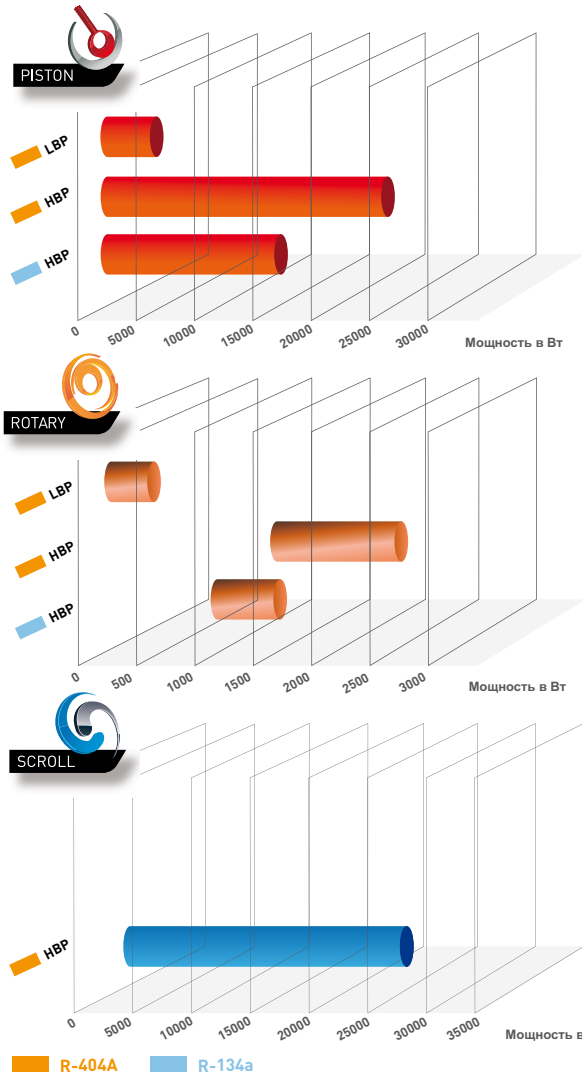 PISTON
LBP
HBP
HBP
0 5000 10000 15000 20000 25000 30000
Мощность в Вт
ROTARY
LBP
HBP
HBP
0 500 1000 1500 2000 2500 3000
Мощность в Вт
SCROLL
HBP
0 5000 10000 15000 20000 25000 30000 35000
Мощность в
R-404A R-134a